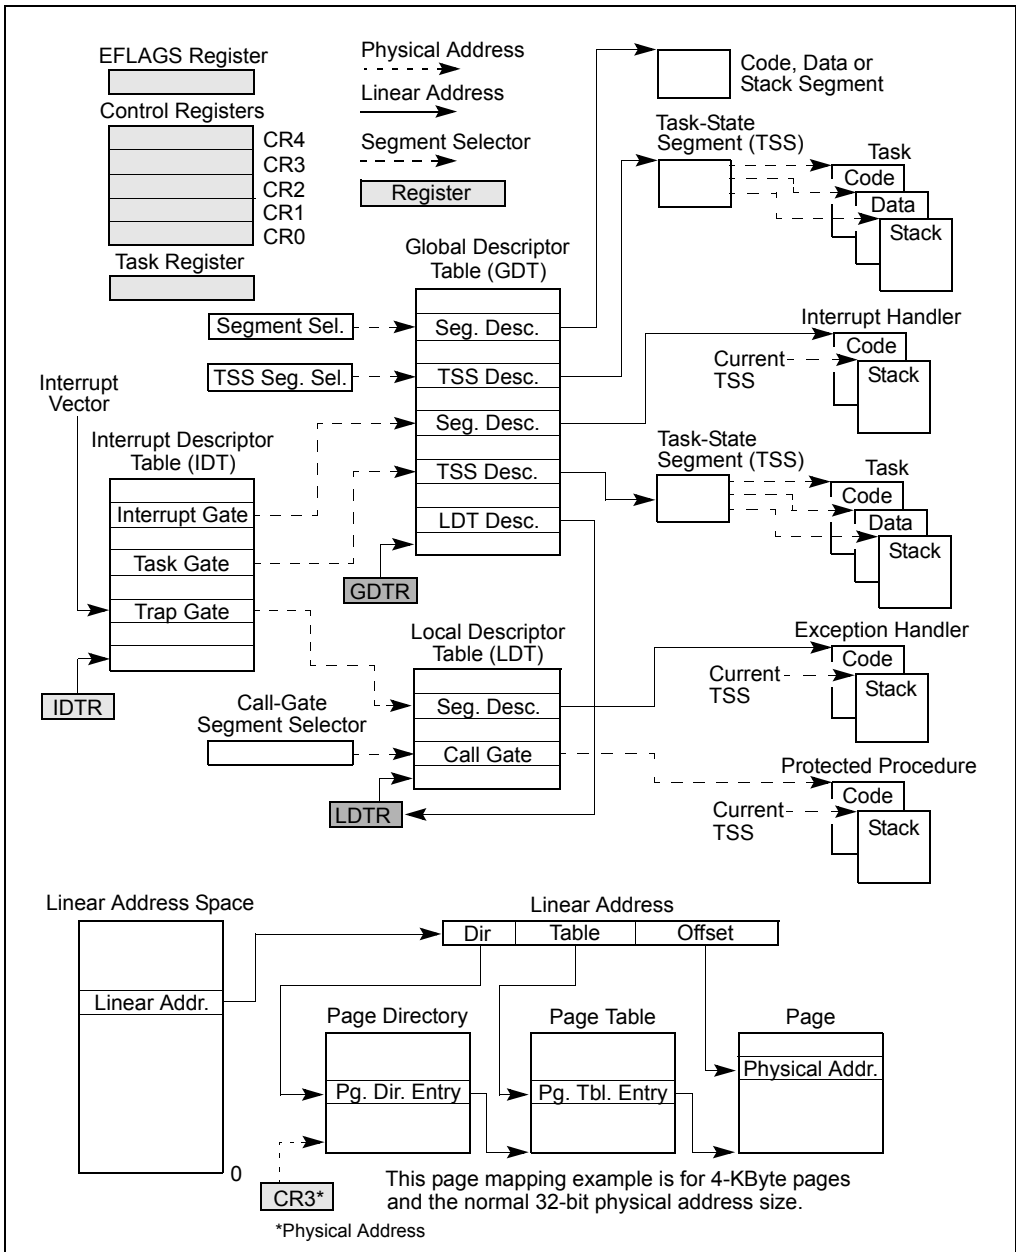 EFLAGS Register
Control Registers
CR4
CR3
CR2
CR1
CR0
Task Register
Physical Address
Linear Address
Segment Selector
Register
Code, Data or
Stack Segment
Task-State
Segment (TSS)
Task
Code
Data
Stack
Global Descriptor
Table (GDT)
Segment Sel.
Seg. Desc.
TSS Seg. Sel.
TSS Desc.
Seg. Desc.
TSS Desc.
LDT Desc.
GDTR
Interrupt Handler
Code
Current
TSS
Stack
Interrupt
Vector
Interrupt Descriptor
Table (IDT)
Interrupt Gate
Task Gate
Trap Gate
IDTR
Task-State
Segment (TSS)
Task
Code
Data
Stack
Local Descriptor
Table (LDT)
Call-Gate
Segment Selector
Seg. Desc.
Call Gate
LDTR
Exception Handler
Code
Current
TSS
Stack
Protected Procedure
Code
Current
TSS
Stack
Linear Address Space
Linear Addr.
0
Linear Address
Dir
Table
Offset
Page Directory
Pg. Dir. Entry
Page Table
Pg. Tbl. Entry
Page
Physical Addr.
CR3*
*Physical Address
This page mapping example is for 4-KByte pages
and the normal 32-bit physical address size.